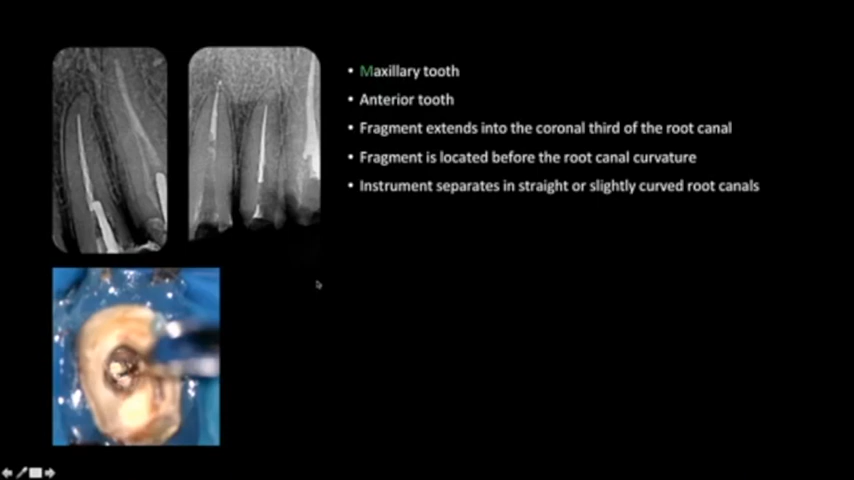 • Maxillary tooth
• Anterior tooth
• Fragment extends into the coronal third of the root canal
• Fragment is located before the root canal curvature
• Instrument separates in straight or slightly curved root canals